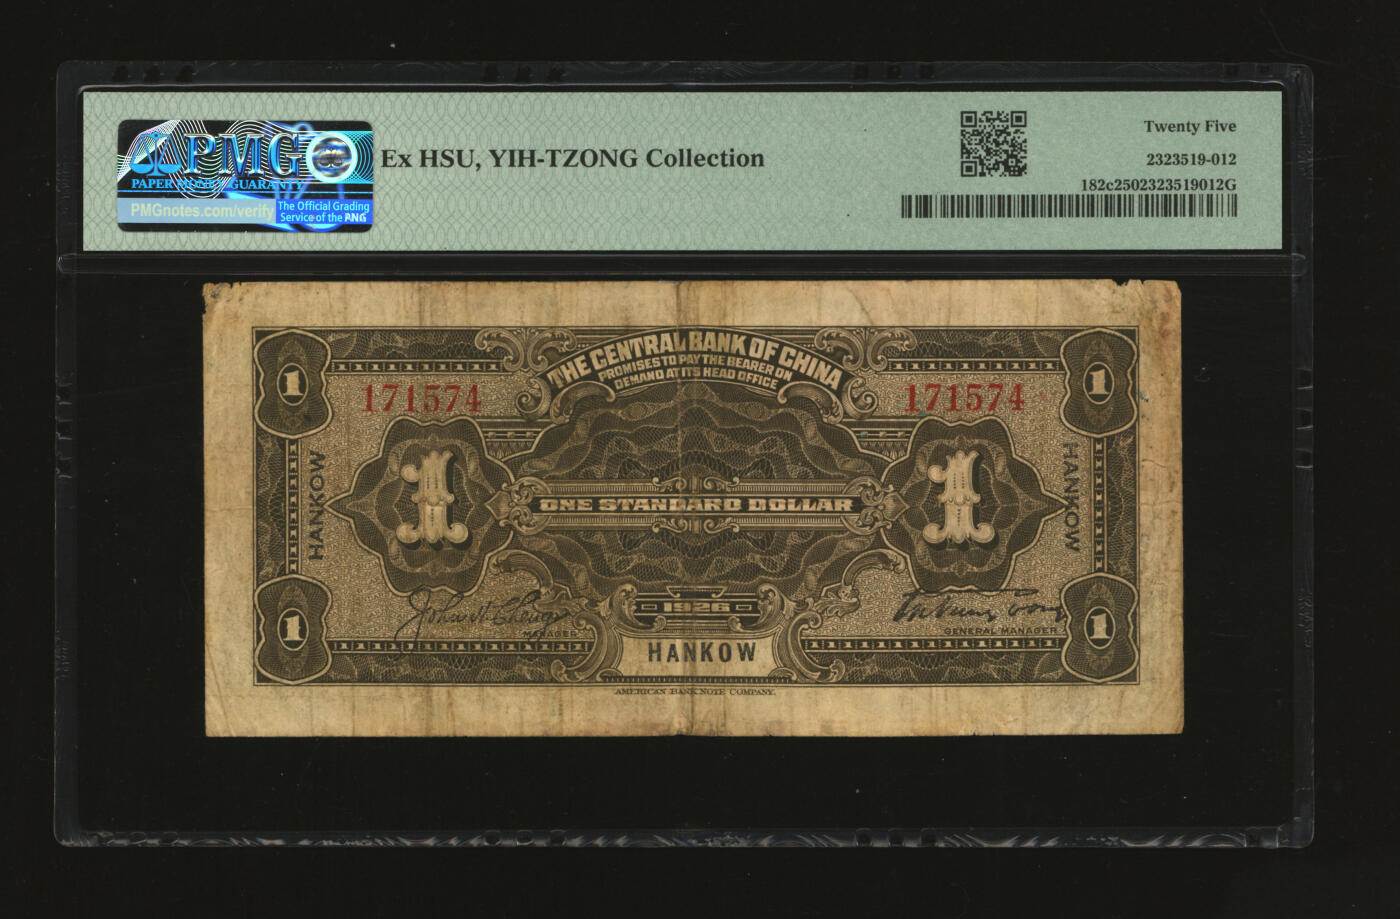 PMG
PAPER MONEY GUARANTY
PMGnotes.com/verify
The Official Grading
Service of the PNG
Ex HSU, YIH-TZONG Collection
Twenty Five
2323519-012
182c2502323519012G
THE CENTRAL BANK OF CHINA
PROMISES TO PAY THE BEARER ON
DEMAND AT ITS HEAD OFFICE
1
1
171574
171574
HANKOW
HANKOW
1
1
ONE STANDARD DOLLAR
1926
MANAGER
GENERAL MANAGER
1
1
HANKOW
AMERICAN BANK NOTE COMPANY.